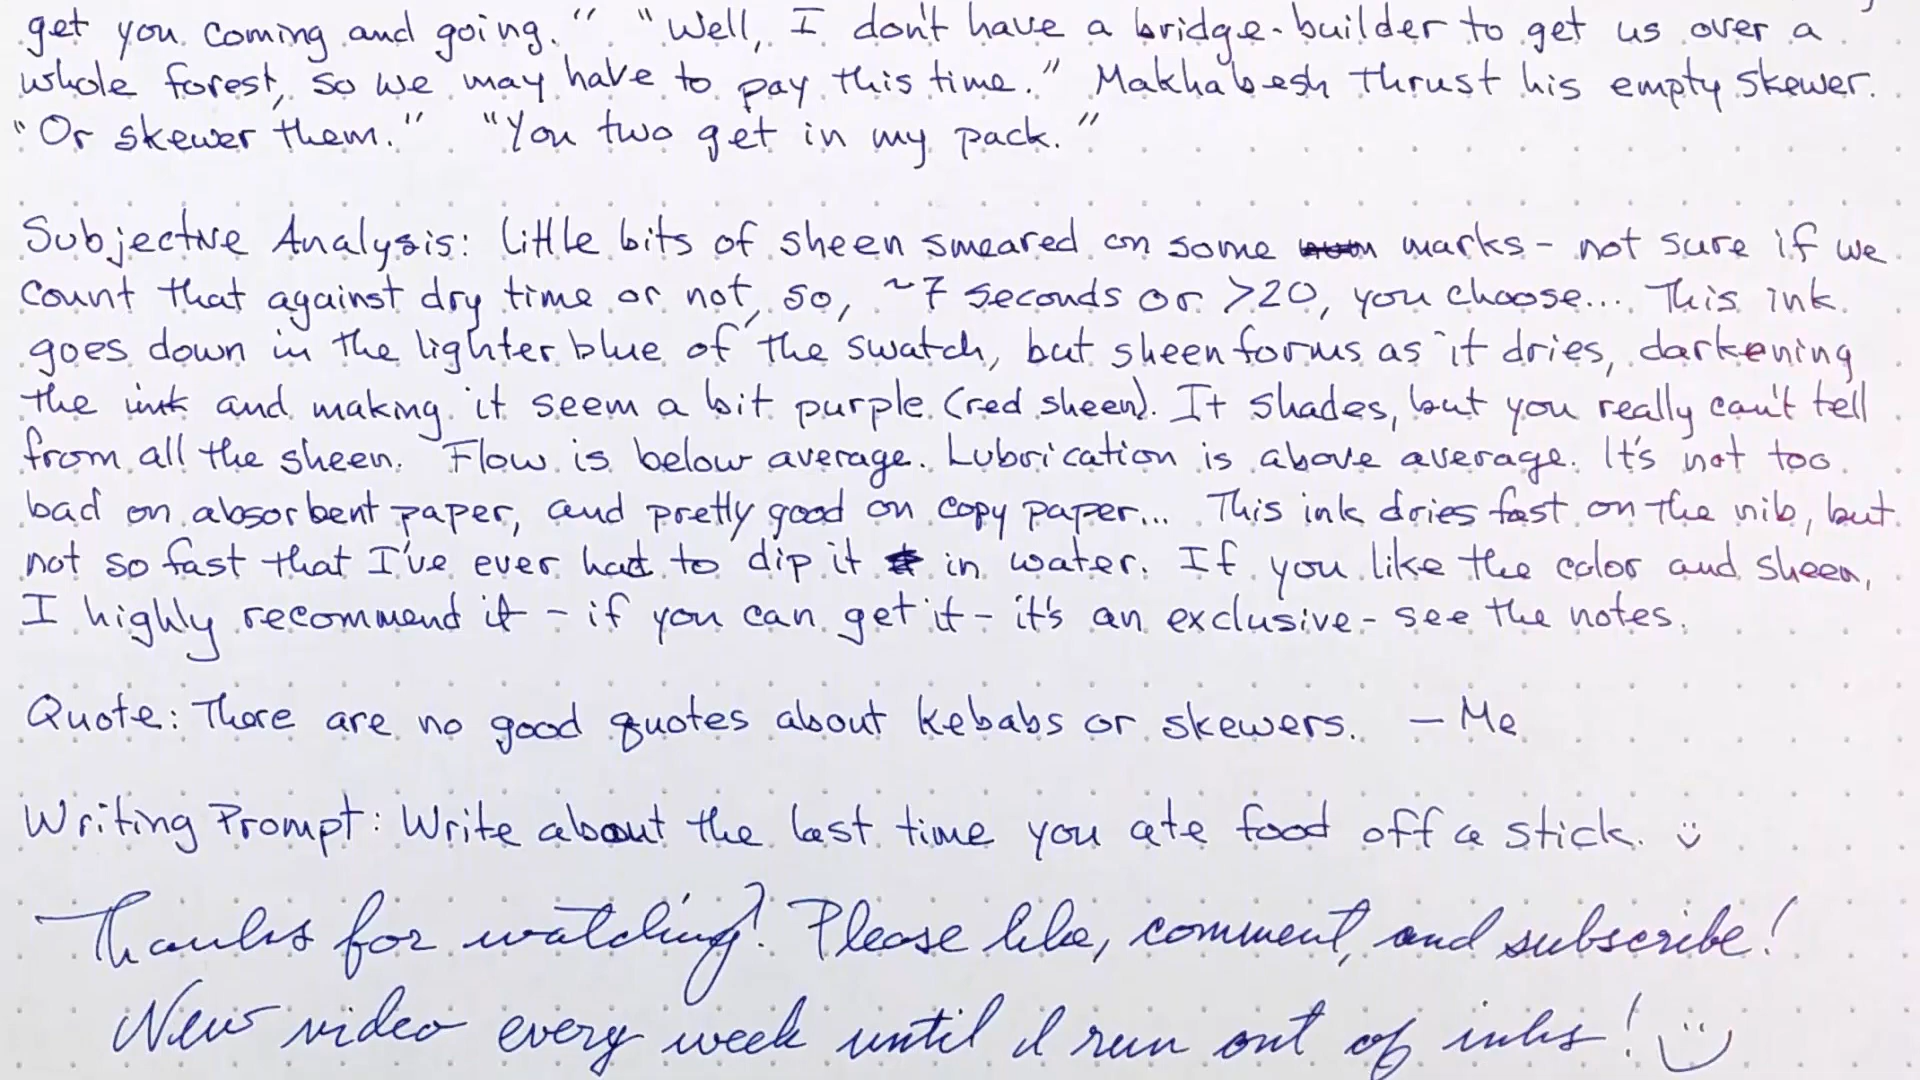 get you coming and going." "Well, I don't have a bridge-builder to get us over a
whole forest, so we may have to pay this time." Makhabesh thrust his empty skewer.
"Or skewer them." "You two get in my pack."
Subjective Analysis: Little bits of sheen smeared on some marks - not sure if we
count that against dry time or not, so, ~7 seconds or >20, you choose... This ink
goes down in the lighter blue of the swatch, but sheen forms as it dries, darkening
the ink and making it seem a bit purple (red sheen). It shades, but you really can't tell
from all the sheen. Flow is below average. Lubrication is above average. It's not too
bad on absorbent paper, and pretty good on copy paper... This ink dries fast on the nib, but
not so fast that I've ever had to dip it in water. If you like the color and sheen,
I highly recommend it - if you can get it - it's an exclusive - see the notes.
Quote: There are no good quotes about kebabs or skewers. - Me
Writing Prompt: Write about the last time you ate food off a stick. :)
Thanks for watching! Please like, comment, and subscribe!
New video every week until I run out of inks! :)